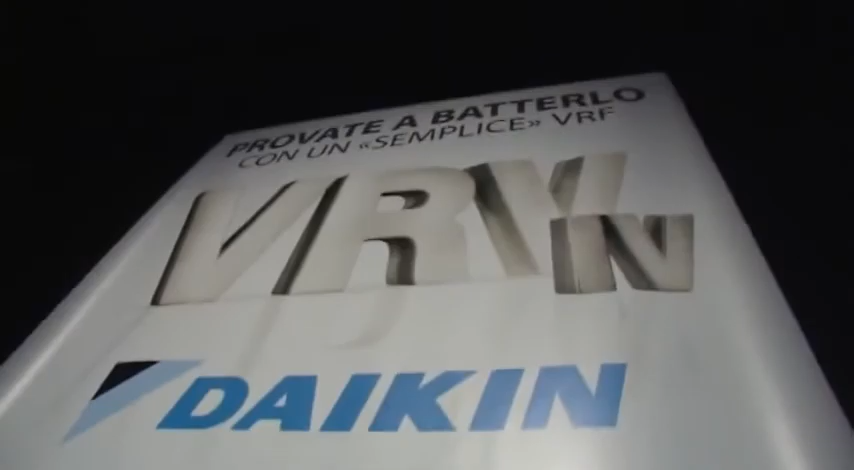 PROVATE A BATTERLO
CON UN «SEMPLICE» VRF
VRV
IV
DAIKIN